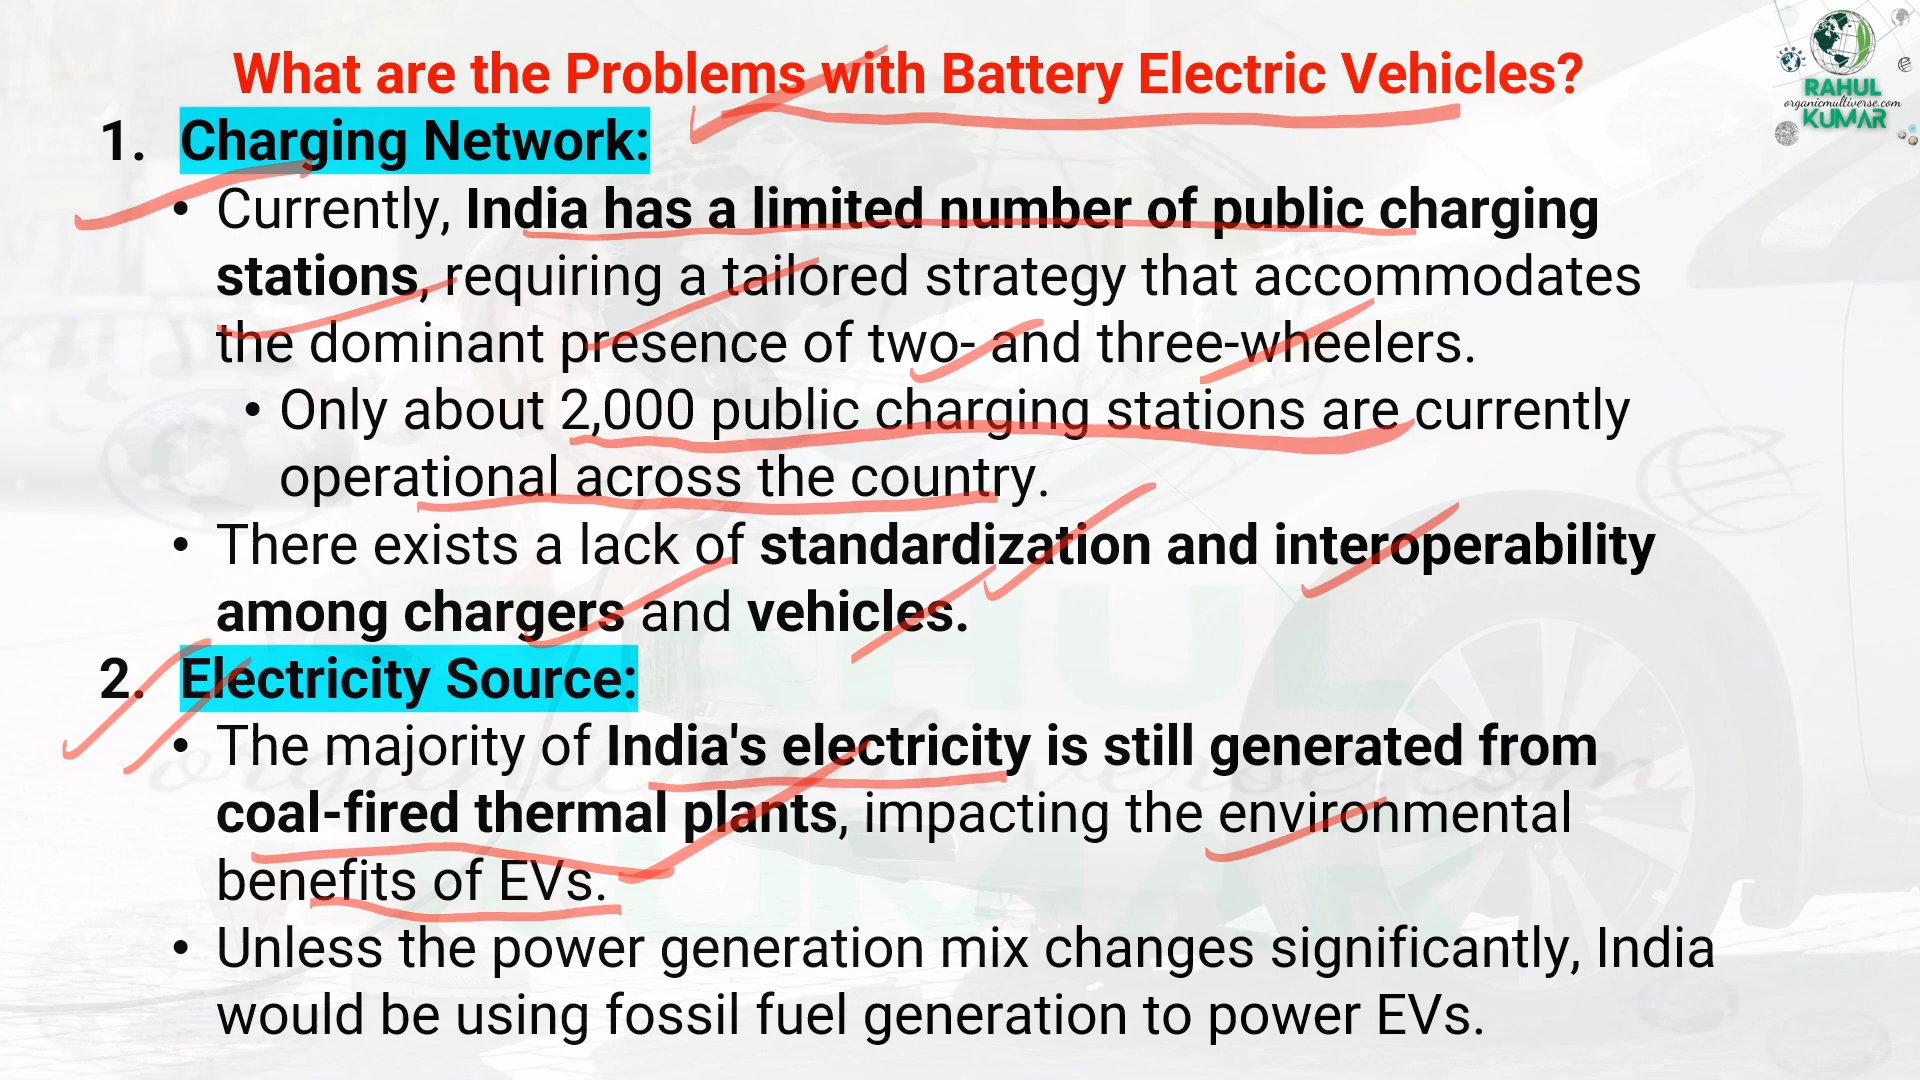 What are the Problems with Battery Electric Vehicles?
1. Charging Network:
• Currently, India has a limited number of public charging
stations, requiring a tailored strategy that accommodates
the dominant presence of two- and three-wheelers.
• Only about 2,000 public charging stations are currently
operational across the country.
• There exists a lack of standardization and interoperability
among chargers and vehicles.
2. Electricity Source:
• The majority of India's electricity is still generated from
coal-fired thermal plants, impacting the environmental
benefits of EVs.
• Unless the power generation mix changes significantly, India
would be using fossil fuel generation to power EVs.
RAHUL
organicmultiverse.com
KUMAR